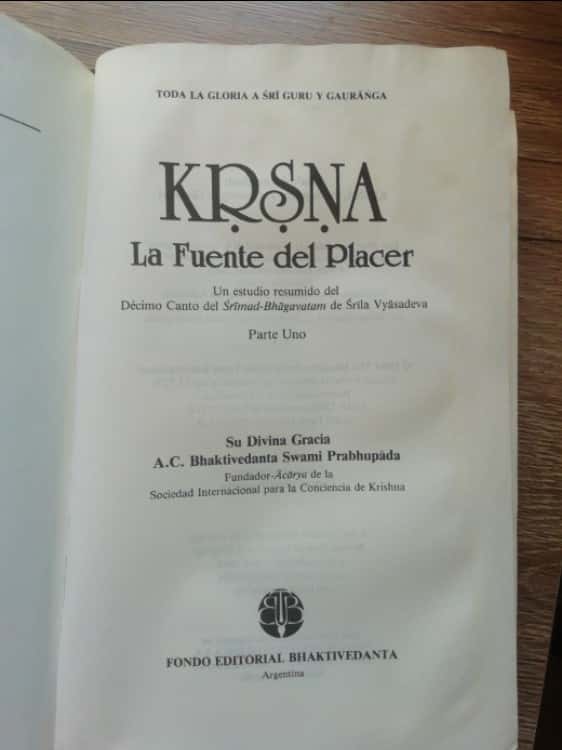 TODA LA GLORIA A ŚRĪ GURU Y GAURĀṄGA
KṚṢṆA
La Fuente del Placer
Un estudio resumido del
Décimo Canto del Śrīmad-Bhāgavatam de Śrīla Vyāsadeva
Parte Uno
Su Divina Gracia
A.C. Bhaktivedanta Swami Prabhupāda
Fundador-Ācārya de la
Sociedad Internacional para la Conciencia de Krishna
FONDO EDITORIAL BHAKTIVEDANTA
Argentina